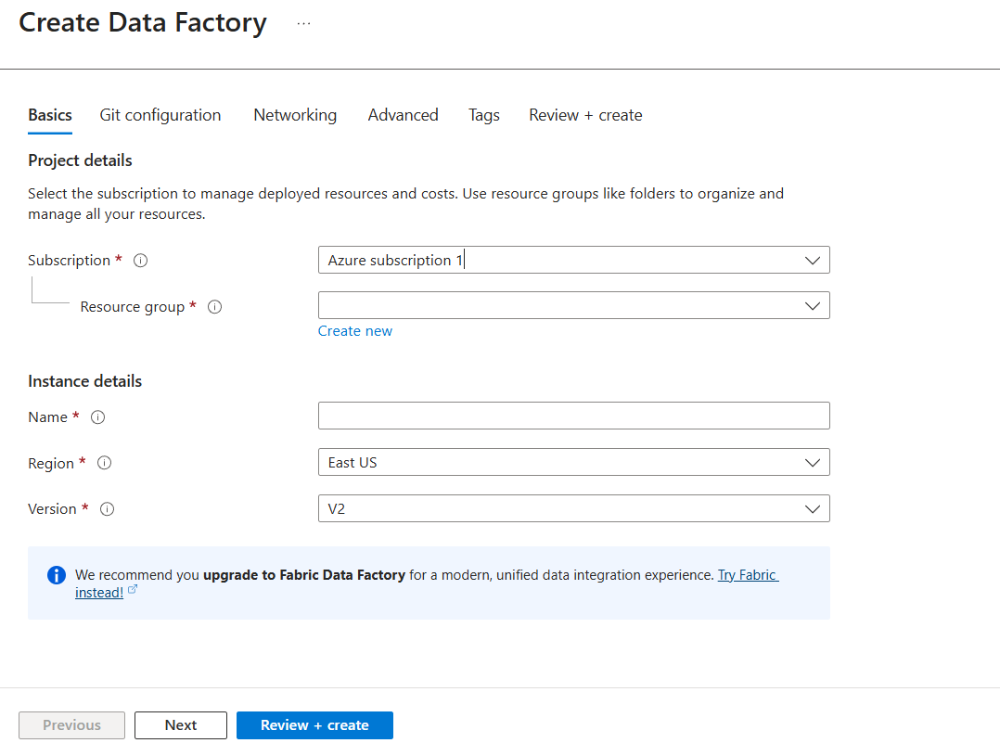 Create Data Factory ...
Basics Git configuration Networking Advanced Tags Review + create
Project details
Select the subscription to manage deployed resources and costs. Use resource groups like folders to organize and
manage all your resources.
Subscription * Azure subscription 1
Resource group *
Create new
Instance details
Name *
Region * East US
Version * V2
We recommend you upgrade to Fabric Data Factory for a modern, unified data integration experience. Try Fabric
instead!
Previous Next Review + create